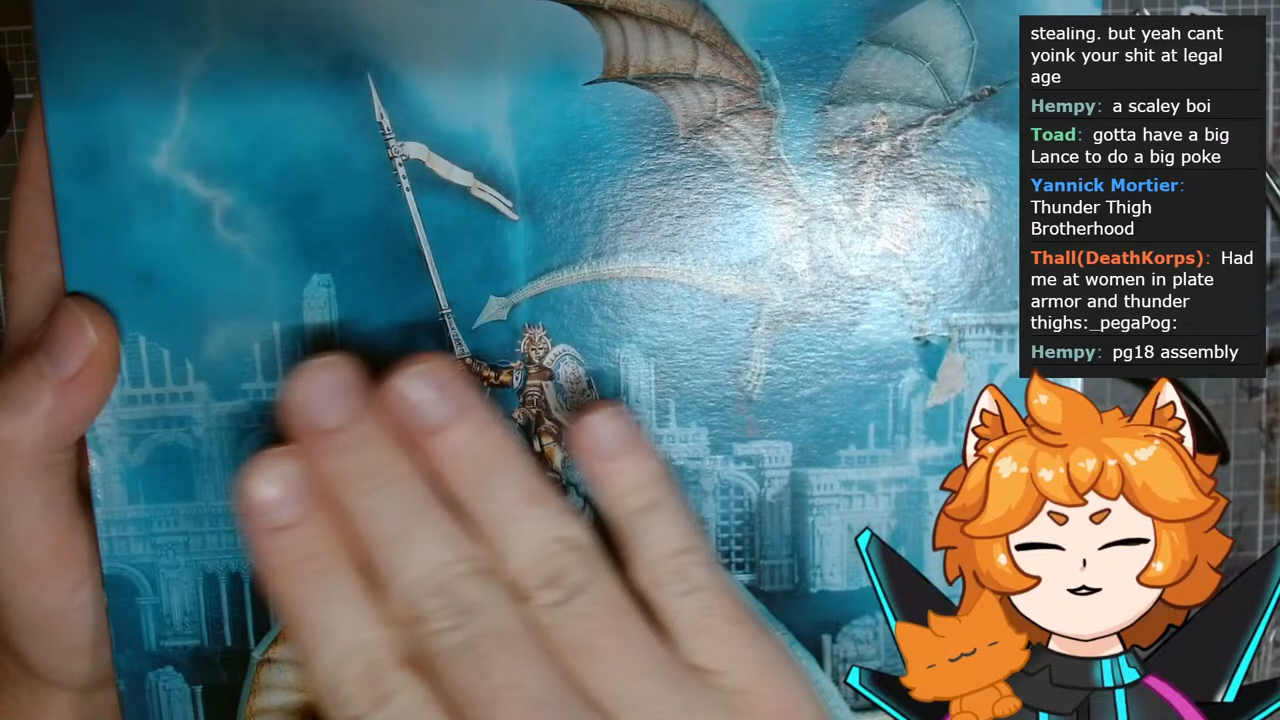 stealing. but yeah cant
yoink your shit at legal
age
Hempy: a scaley boi
Toad: gotta have a big
Lance to do a big poke
Yannick Mortier:
Thunder Thigh
Brotherhood
Thall(DeathKorps): Had
me at women in plate
armor and thunder
thighs:_pegaPog:
Hempy: pg18 assembly